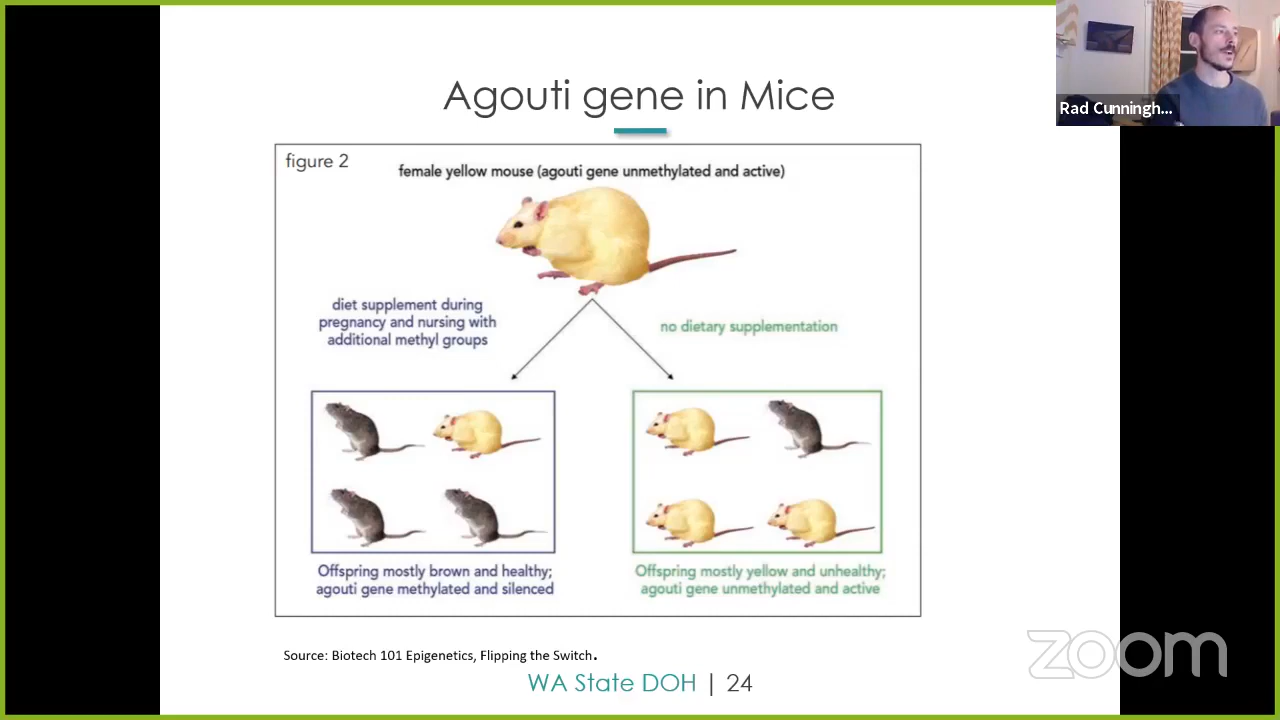 Agouti gene in Mice
Rad Cunningh...
figure 2
female yellow mouse (agouti gene unmethylated and active)
diet supplement during
pregnancy and nursing with
additional methyl groups
no dietary supplementation
Offspring mostly brown and healthy;
agouti gene methylated and silenced
Offspring mostly yellow and unhealthy;
agouti gene unmethylated and active
Source: Biotech 101 Epigenetics, Flipping the Switch.
WA State DOH | 24
zoom